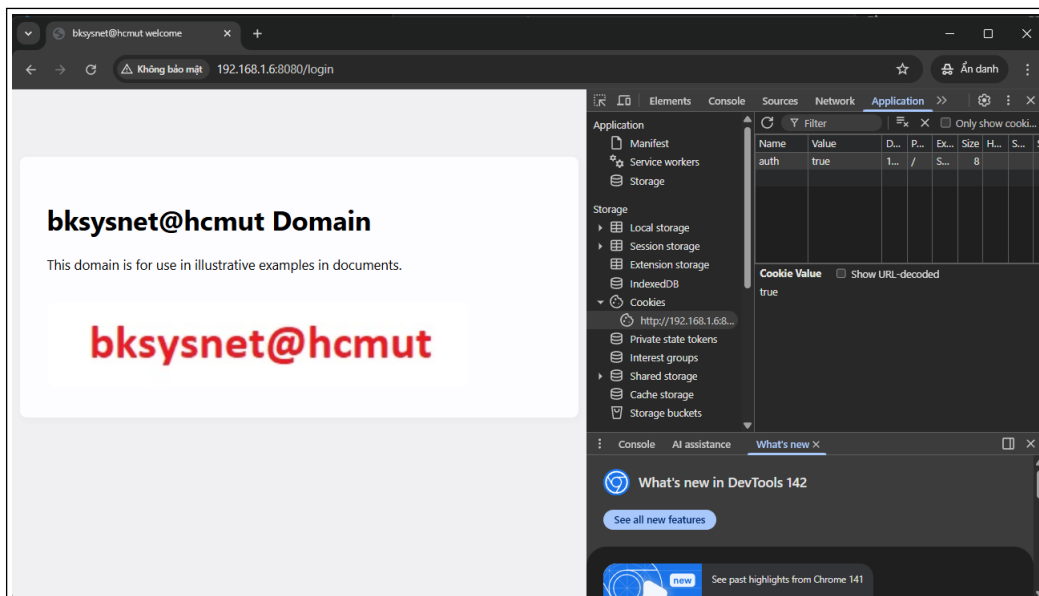 bksysnet@hcmut welcome
Không bảo mật 192.168.1.6:8080/login Ẩn danh
bksysnet@hcmut Domain
This domain is for use in illustrative examples in documents.
bksysnet@hcmut
Elements Console Sources Network Application
Application
Manifest
Service workers
Storage
Storage
Local storage
Session storage
Extension storage
IndexedDB
Cookies
http://192.168.1.6:8...
Private state tokens
Interest groups
Shared storage
Cache storage
Storage buckets
Filter Only show cooki...
Name Value D... P... Ex... Size H... S... S
auth true 1... / S... 8
Cookie Value Show URL-decoded
true
Console AI assistance What's new
What's new in DevTools 142
See all new features
new See past highlights from Chrome 141